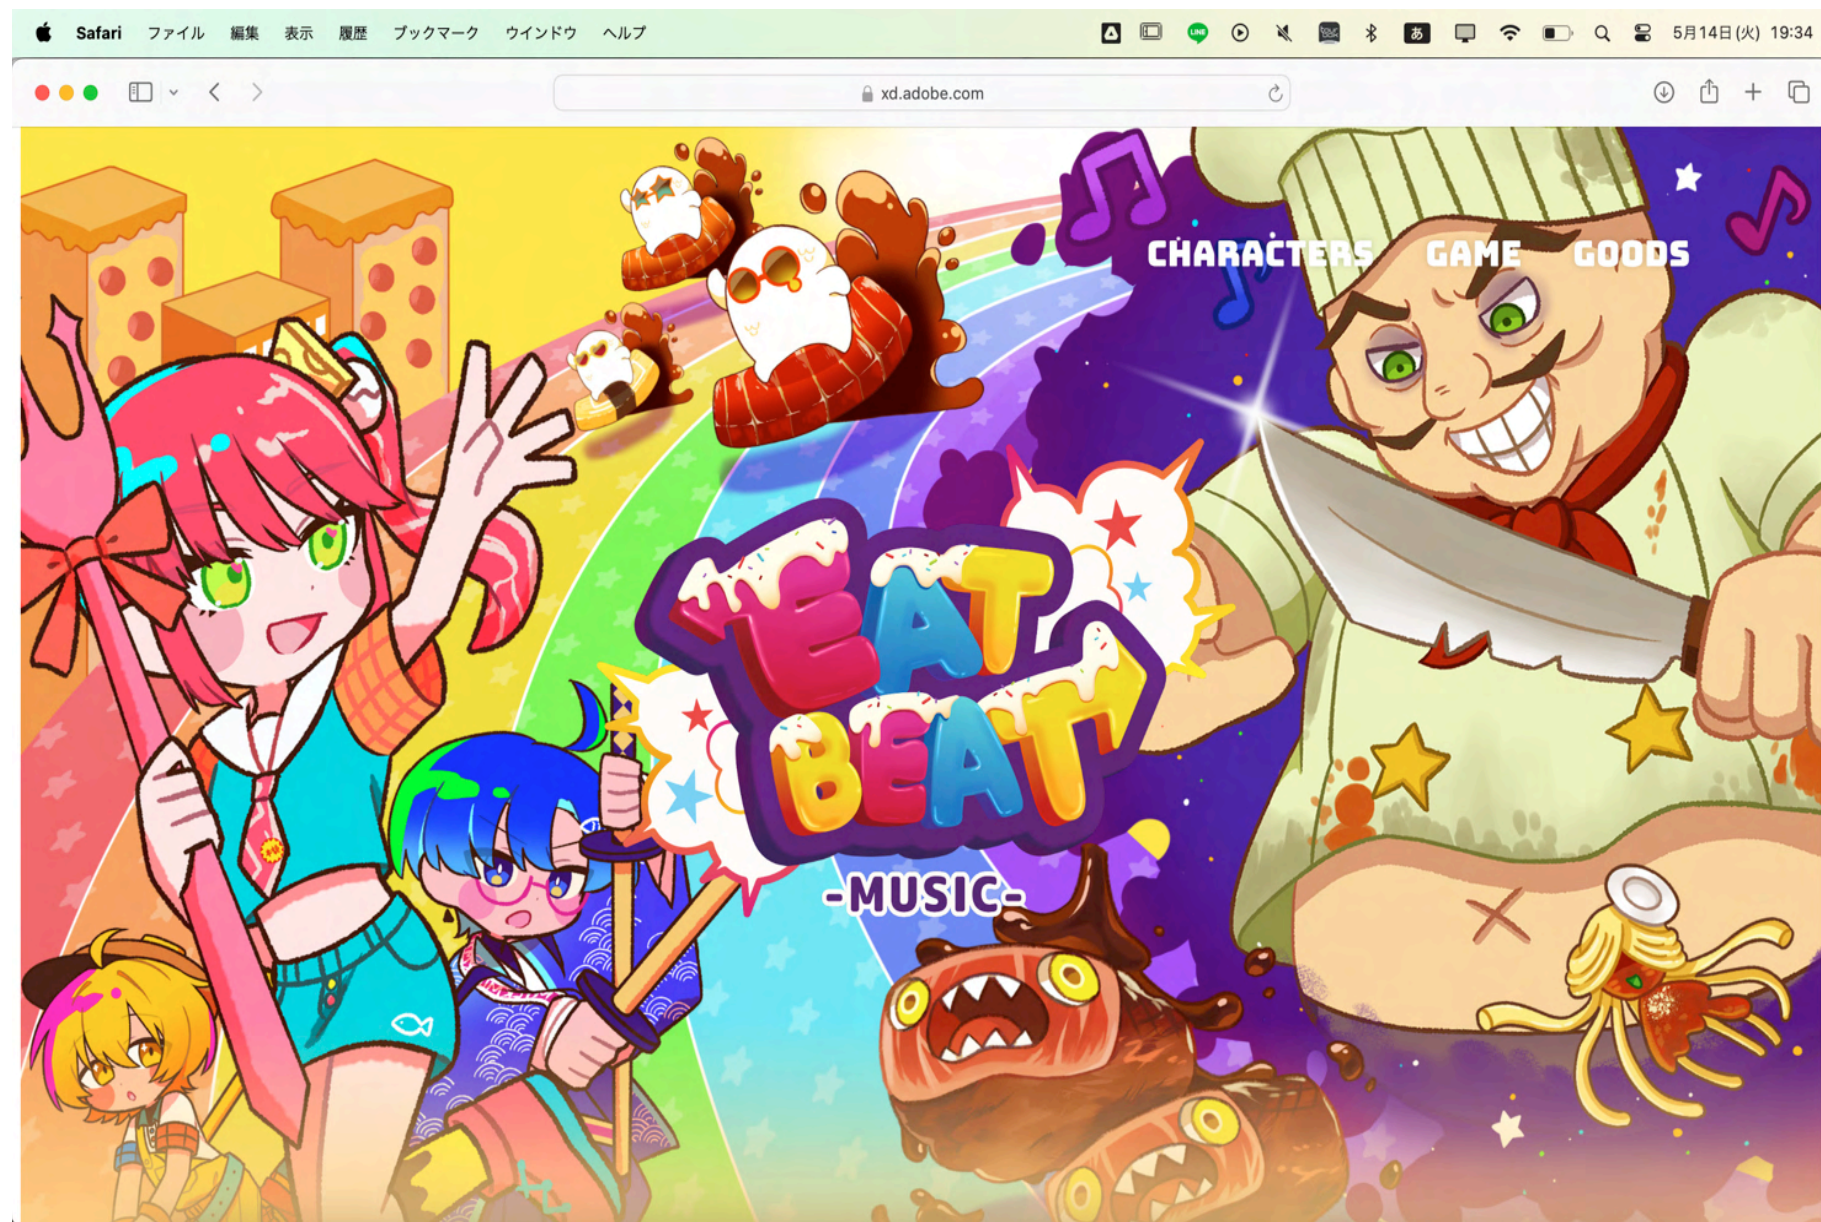 Safari ファイル 編集 表示 履歴 ブックマーク ウインドウ ヘルプ LINE あ 5月14日(火) 19:34
xd.adobe.com
CHARACTERS GAME GOODS
EAT
BEAT
-MUSIC-